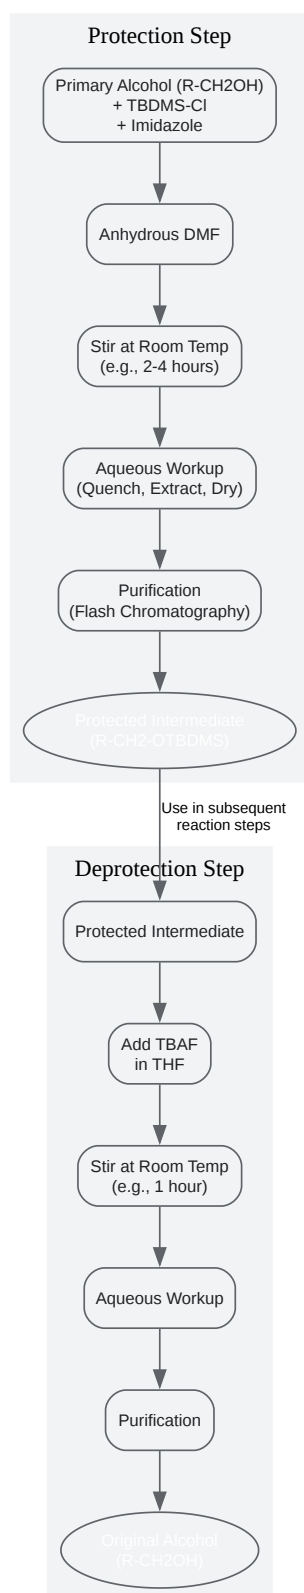 Protection Step
Primary Alcohol (R-CH2OH)
+ TBDMS-Cl
+ Imidazole
Anhydrous DMF
Stir at Room Temp
(e.g., 2-4 hours)
Aqueous Workup
(Quench, Extract, Dry)
Purification
(Flash Chromatography)
Protected Intermediate
(R-CH2-OTBDMS)
Use in subsequent
reaction steps
Deprotection Step
Protected Intermediate
Add TBAF
in THF
Stir at Room Temp
(e.g., 1 hour)
Aqueous Workup
Purification
Original Alcohol
(R-CH2OH)